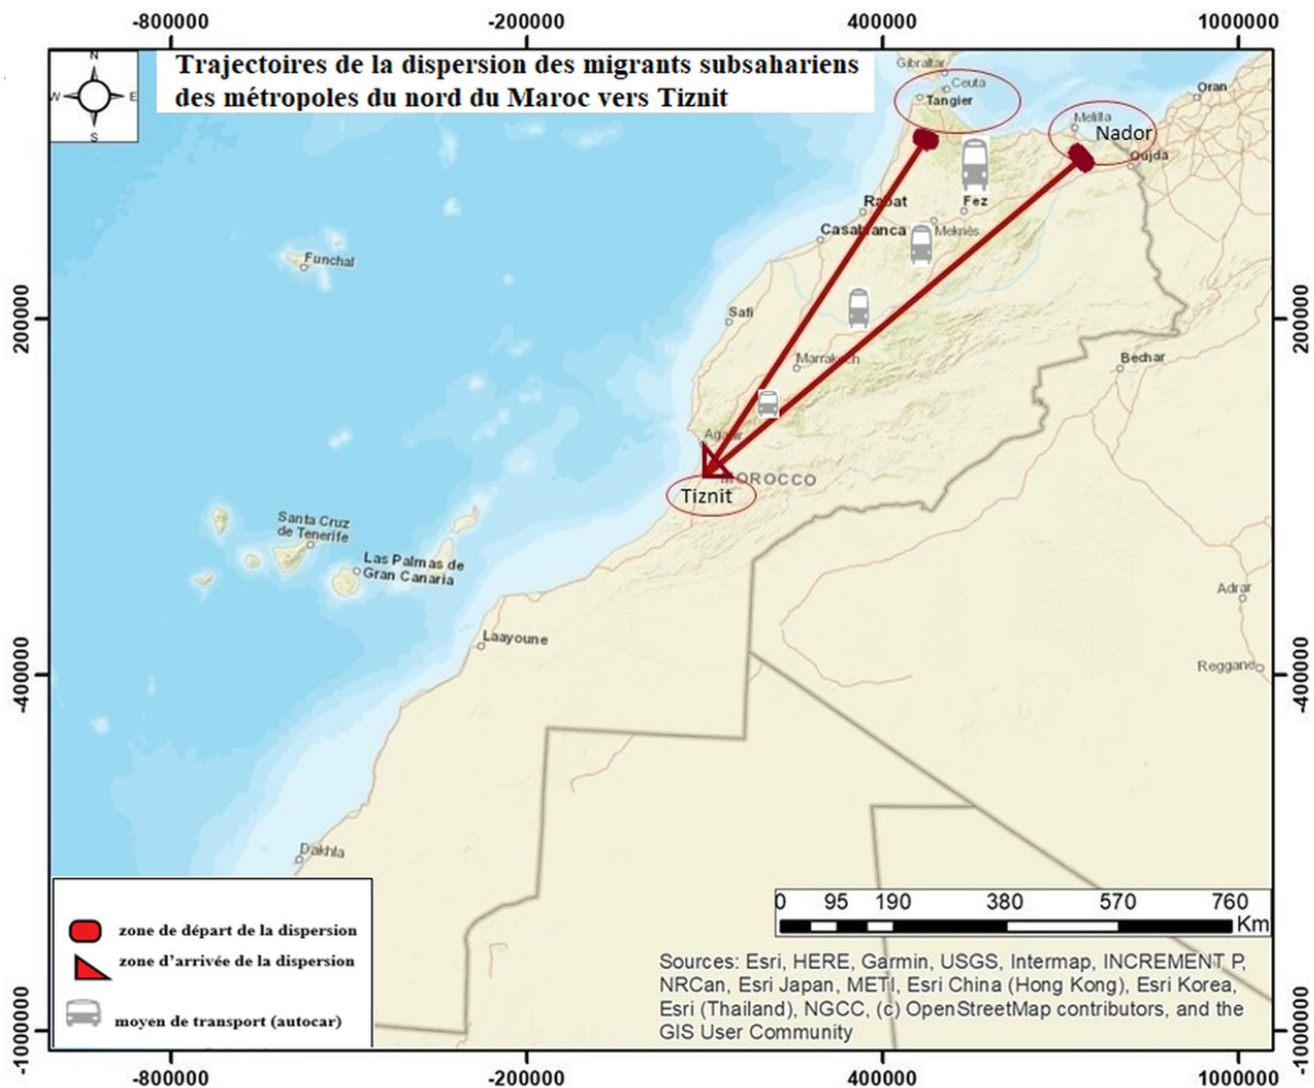 -800000 -200000 400000 1000000
Trajectoires de la dispersion des migrants subsahariens
des métropoles du nord du Maroc vers Tiznit
N
W E
S
Gibraltar
Ceuta
Tangier
Oran
Melilla
Nador
Oujda
Rabat
Fez
Casablanca
Meknès
Funchal
200000
200000
Safi
Marrakech
Bechar
Agadir
MOROCCO
Tiznit
Santa Cruz
de Tenerife
Las Palmas de
Gran Canaria
Adrar
Laayoune
Reggane
-400000
-400000
Dakhla
zone de départ de la dispersion
zone d'arrivée de la dispersion
moyen de transport (autocar)
0 95 190 380 570 760
Km
Sources: Esri, HERE, Garmin, USGS, Intermap, INCREMENT P,
NRCan, Esri Japan, METI, Esri China (Hong Kong), Esri Korea,
Esri (Thailand), NGCC, (c) OpenStreetMap contributors, and the
GIS User Community
-1000000
-1000000
-800000 -200000 400000 1000000